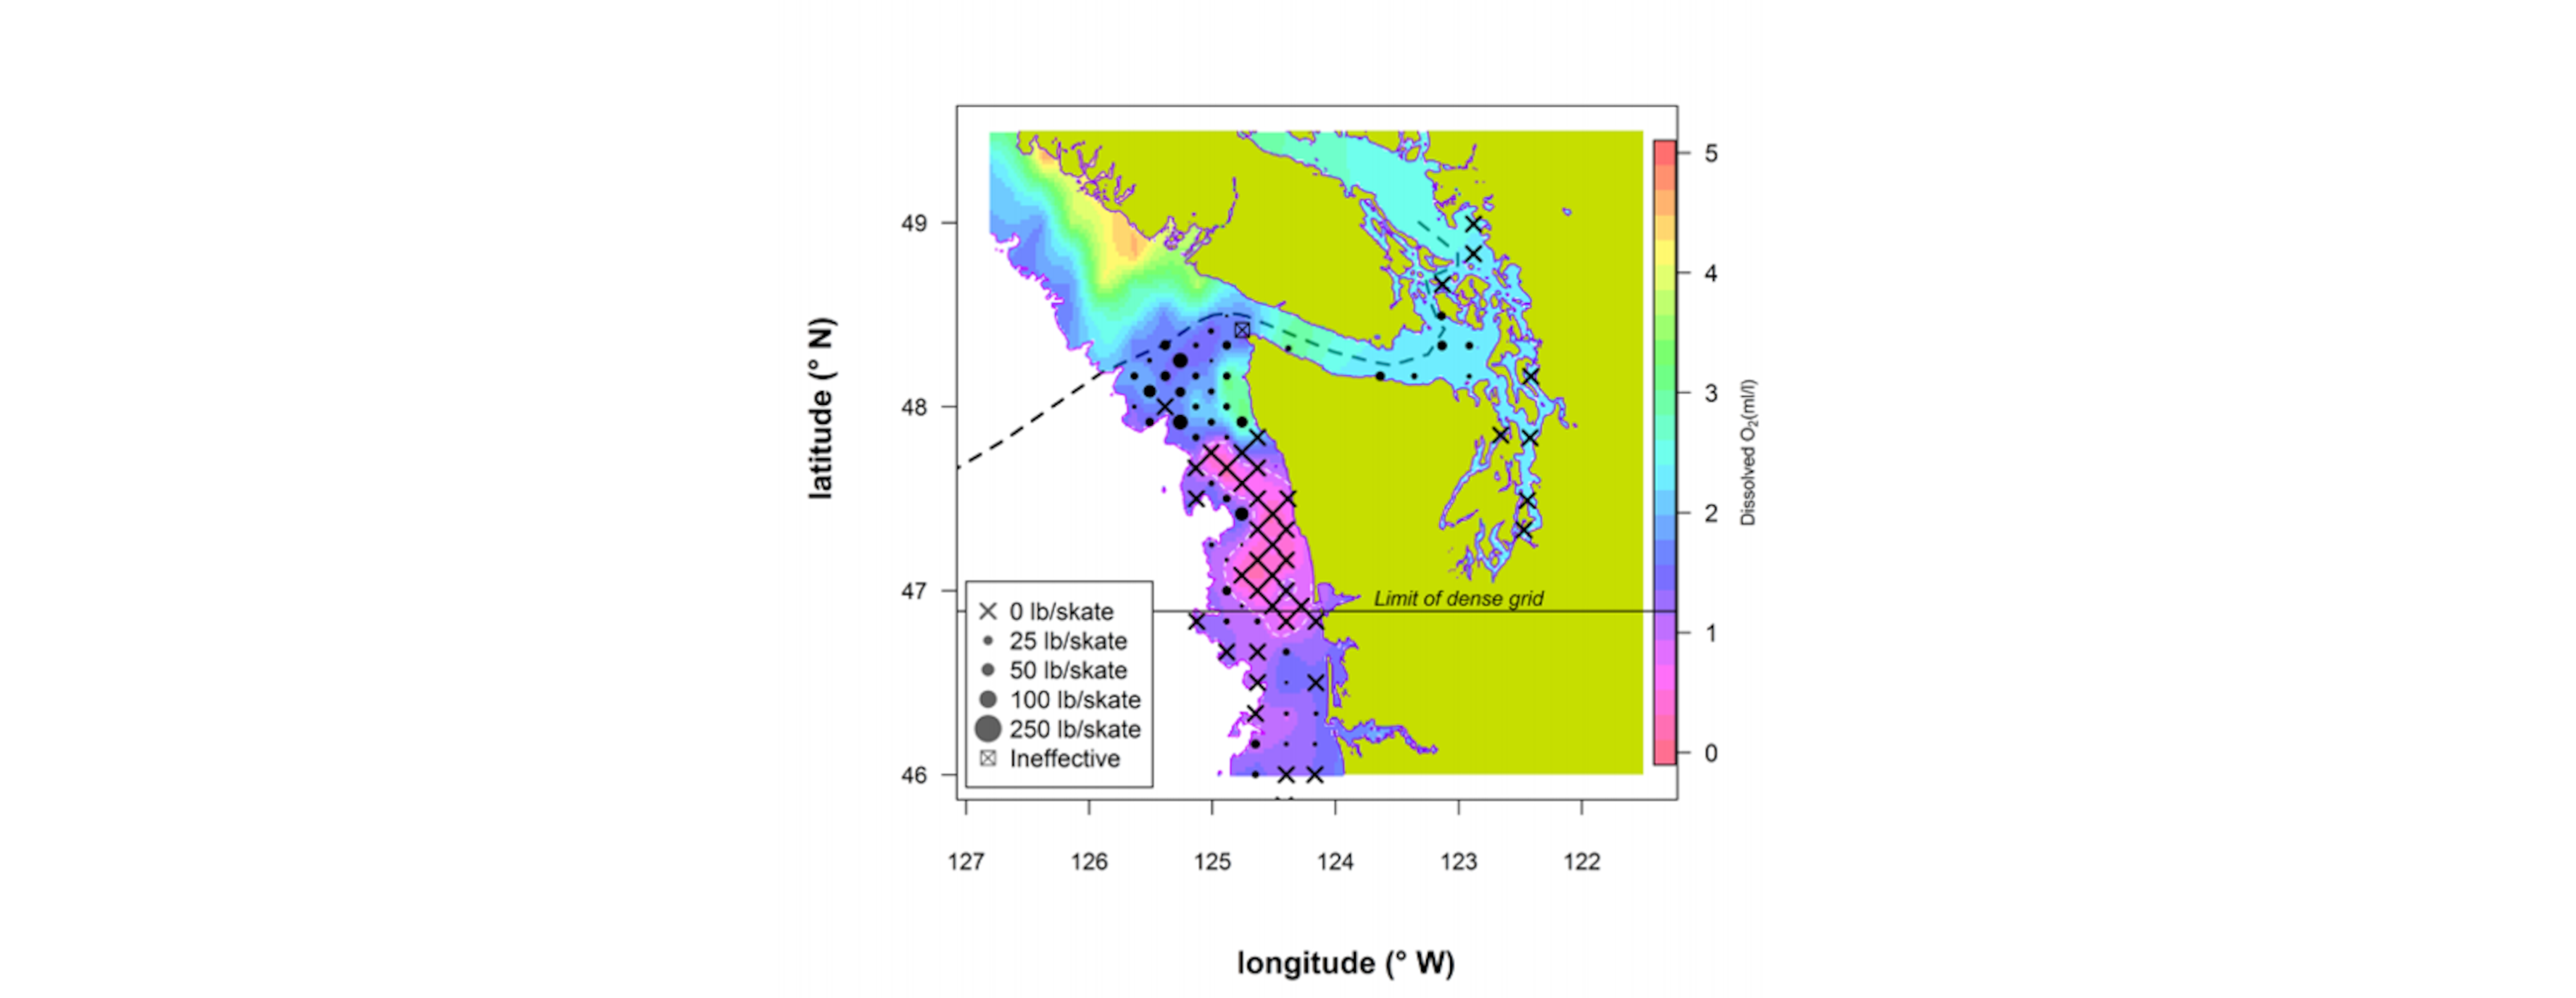 latitude (° N)
49
48
47
46
Limit of dense grid
0 lb/skate
25 lb/skate
50 lb/skate
100 lb/skate
250 lb/skate
Ineffective
5
4
3
2
1
0
Dissolved O₂(ml/l)
127 126 125 124 123 122
longitude (° W)